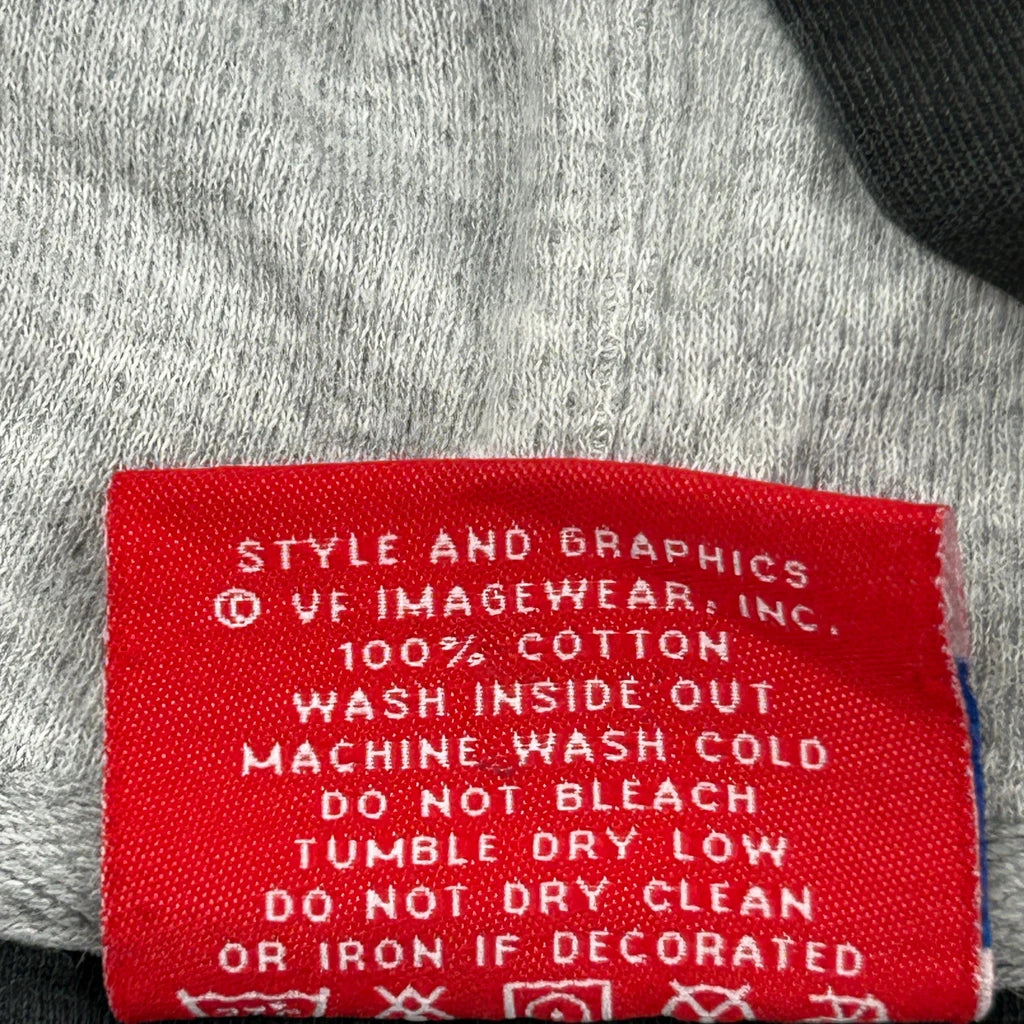 STYLE AND GRAPHICS
© VF IMAGEWEAR, INC.
100% COTTON
WASH INSIDE OUT
MACHINE WASH COLD
DO NOT BLEACH
TUMBLE DRY LOW
DO NOT DRY CLEAN
OR IRON IF DECORATED